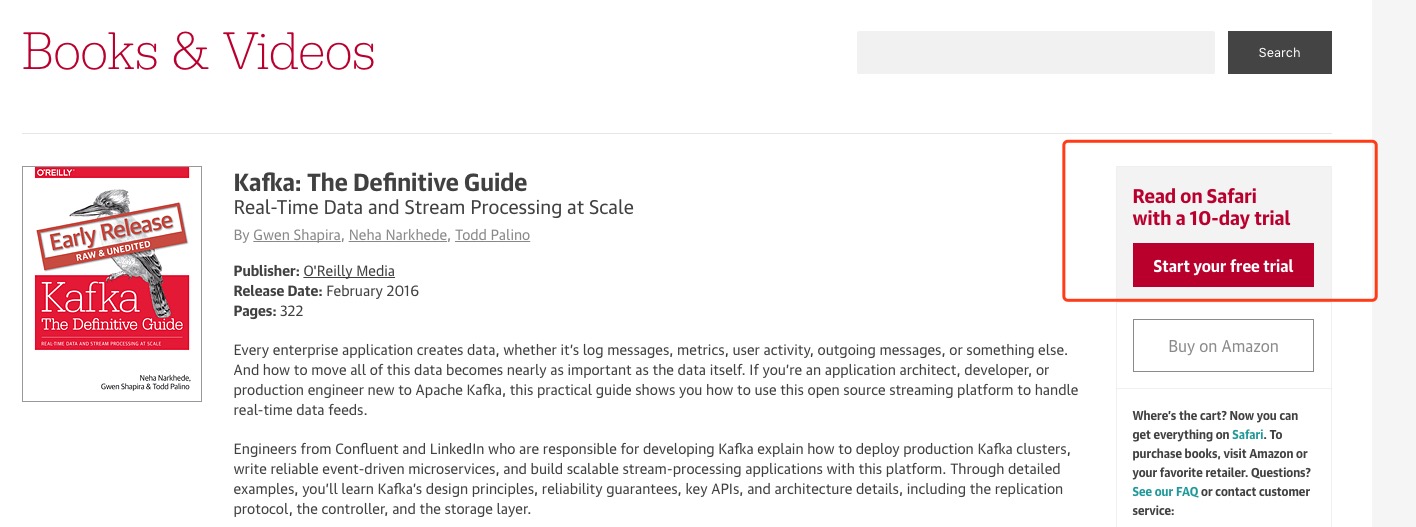 Books & Videos
Search
O'REILLY
Early Release
RAW & UNEDITED
Kafka
The Definitive Guide
REAL-TIME DATA AND STREAM PROCESSING AT SCALE
Neha Narkhede,
Gwen Shapira & Todd Palino
Kafka: The Definitive Guide
Real-Time Data and Stream Processing at Scale
By Gwen Shapira, Neha Narkhede, Todd Palino
Publisher: O'Reilly Media
Release Date: February 2016
Pages: 322
Every enterprise application creates data, whether it's log messages, metrics, user activity, outgoing messages, or something else.
And how to move all of this data becomes nearly as important as the data itself. If you're an application architect, developer, or
production engineer new to Apache Kafka, this practical guide shows you how to use this open source streaming platform to handle
real-time data feeds.
Engineers from Confluent and LinkedIn who are responsible for developing Kafka explain how to deploy production Kafka clusters,
write reliable event-driven microservices, and build scalable stream-processing applications with this platform. Through detailed
examples, you'll learn Kafka's design principles, reliability guarantees, key APIs, and architecture details, including the replication
protocol, the controller, and the storage layer.
Read on Safari
with a 10-day trial
Start your free trial
Buy on Amazon
Where's the cart? Now you can
get everything on Safari. To
purchase books, visit Amazon or
your favorite retailer. Questions?
See our FAQ or contact customer
service: